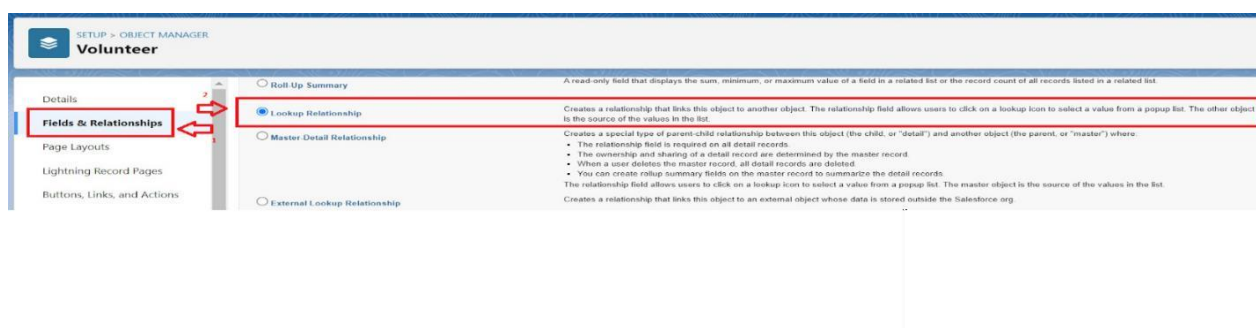 SETUP > OBJECT MANAGER
Volunteer
Details
Fields & Relationships
Page Layouts
Lightning Record Pages
Buttons, Links, and Actions
2
1
Roll-Up Summary
A read-only field that displays the sum, minimum, or maximum value of a field in a related list or the record count of all records listed in a related list.
Lookup Relationship
Creates a relationship that links this object to another object. The relationship field allows users to click on a lookup icon to select a value from a popup list. The other object
is the source of the values in the list.
Master-Detail Relationship
Creates a special type of parent-child relationship between this object (the child, or "detail") and another object (the parent, or "master") where:
• The relationship field is required on all detail records.
• The ownership and sharing of a detail record are determined by the master record.
• When a user deletes the master record, all detail records are deleted.
• You can create rollup summary fields on the master record to summarize the detail records.
The relationship field allows users to click on a lookup icon to select a value from a popup list. The master object is the source of the values in the list.
External Lookup Relationship
Creates a relationship that links this object to an external object whose data is stored outside the Salesforce org.